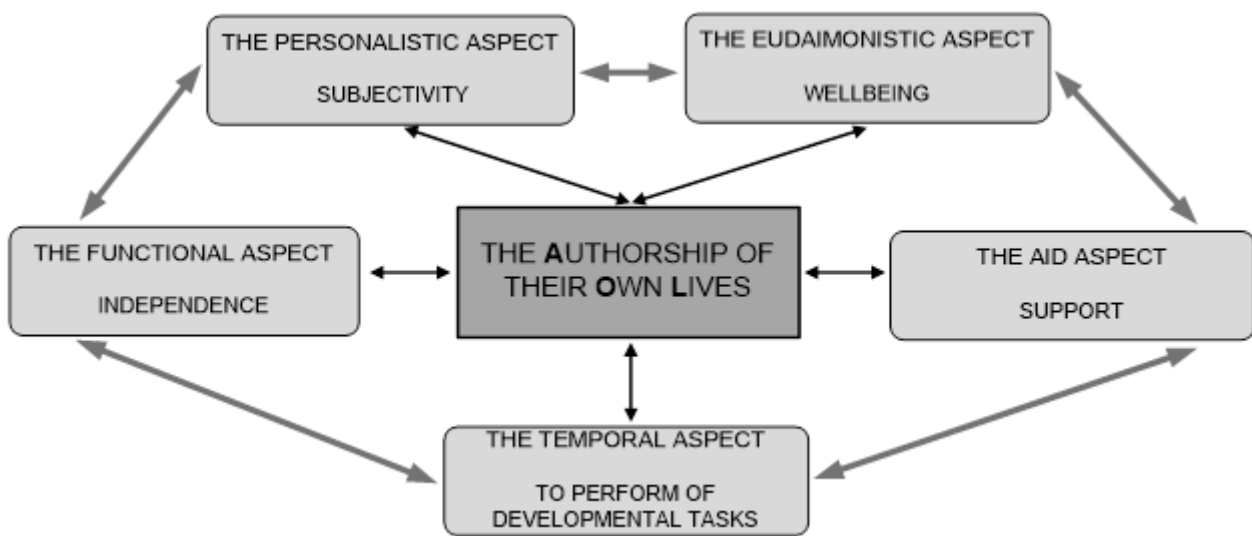 THE PERSONALISTIC ASPECT
SUBJECTIVITY
THE EUDAIMONISTIC ASPECT
WELLBEING
THE FUNCTIONAL ASPECT
INDEPENDENCE
THE AUTHORSHIP OF
THEIR OWN LIVES
THE AID ASPECT
SUPPORT
THE TEMPORAL ASPECT
TO PERFORM OF
DEVELOPMENTAL TASKS